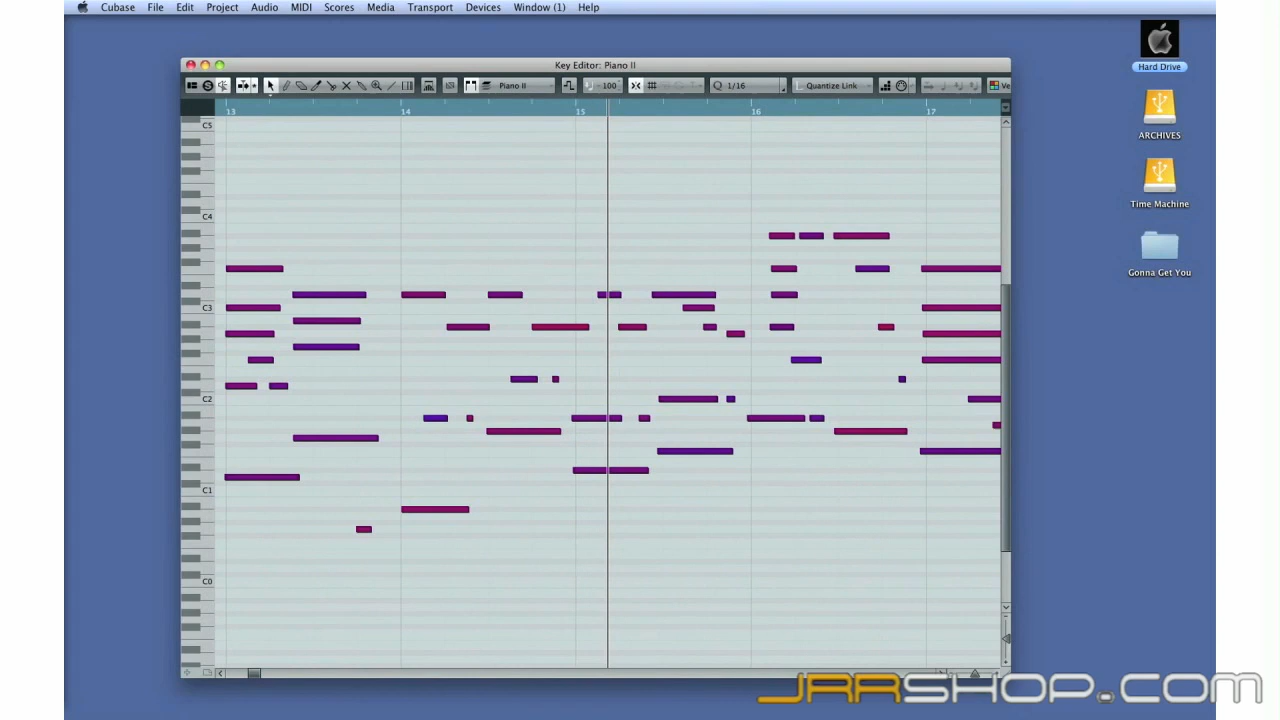 Cubase File Edit Project Audio MIDI Scores Media Transport Devices Window (1) Help
Key Editor: Piano II
Piano II 100 Q 1/16 Quantize Link Ve
13 14 15 16 17
C5
C4
C3
C2
C1
C0
Hard Drive
ARCHIVES
Time Machine
Gonna Get You
JRRSHOP.COM